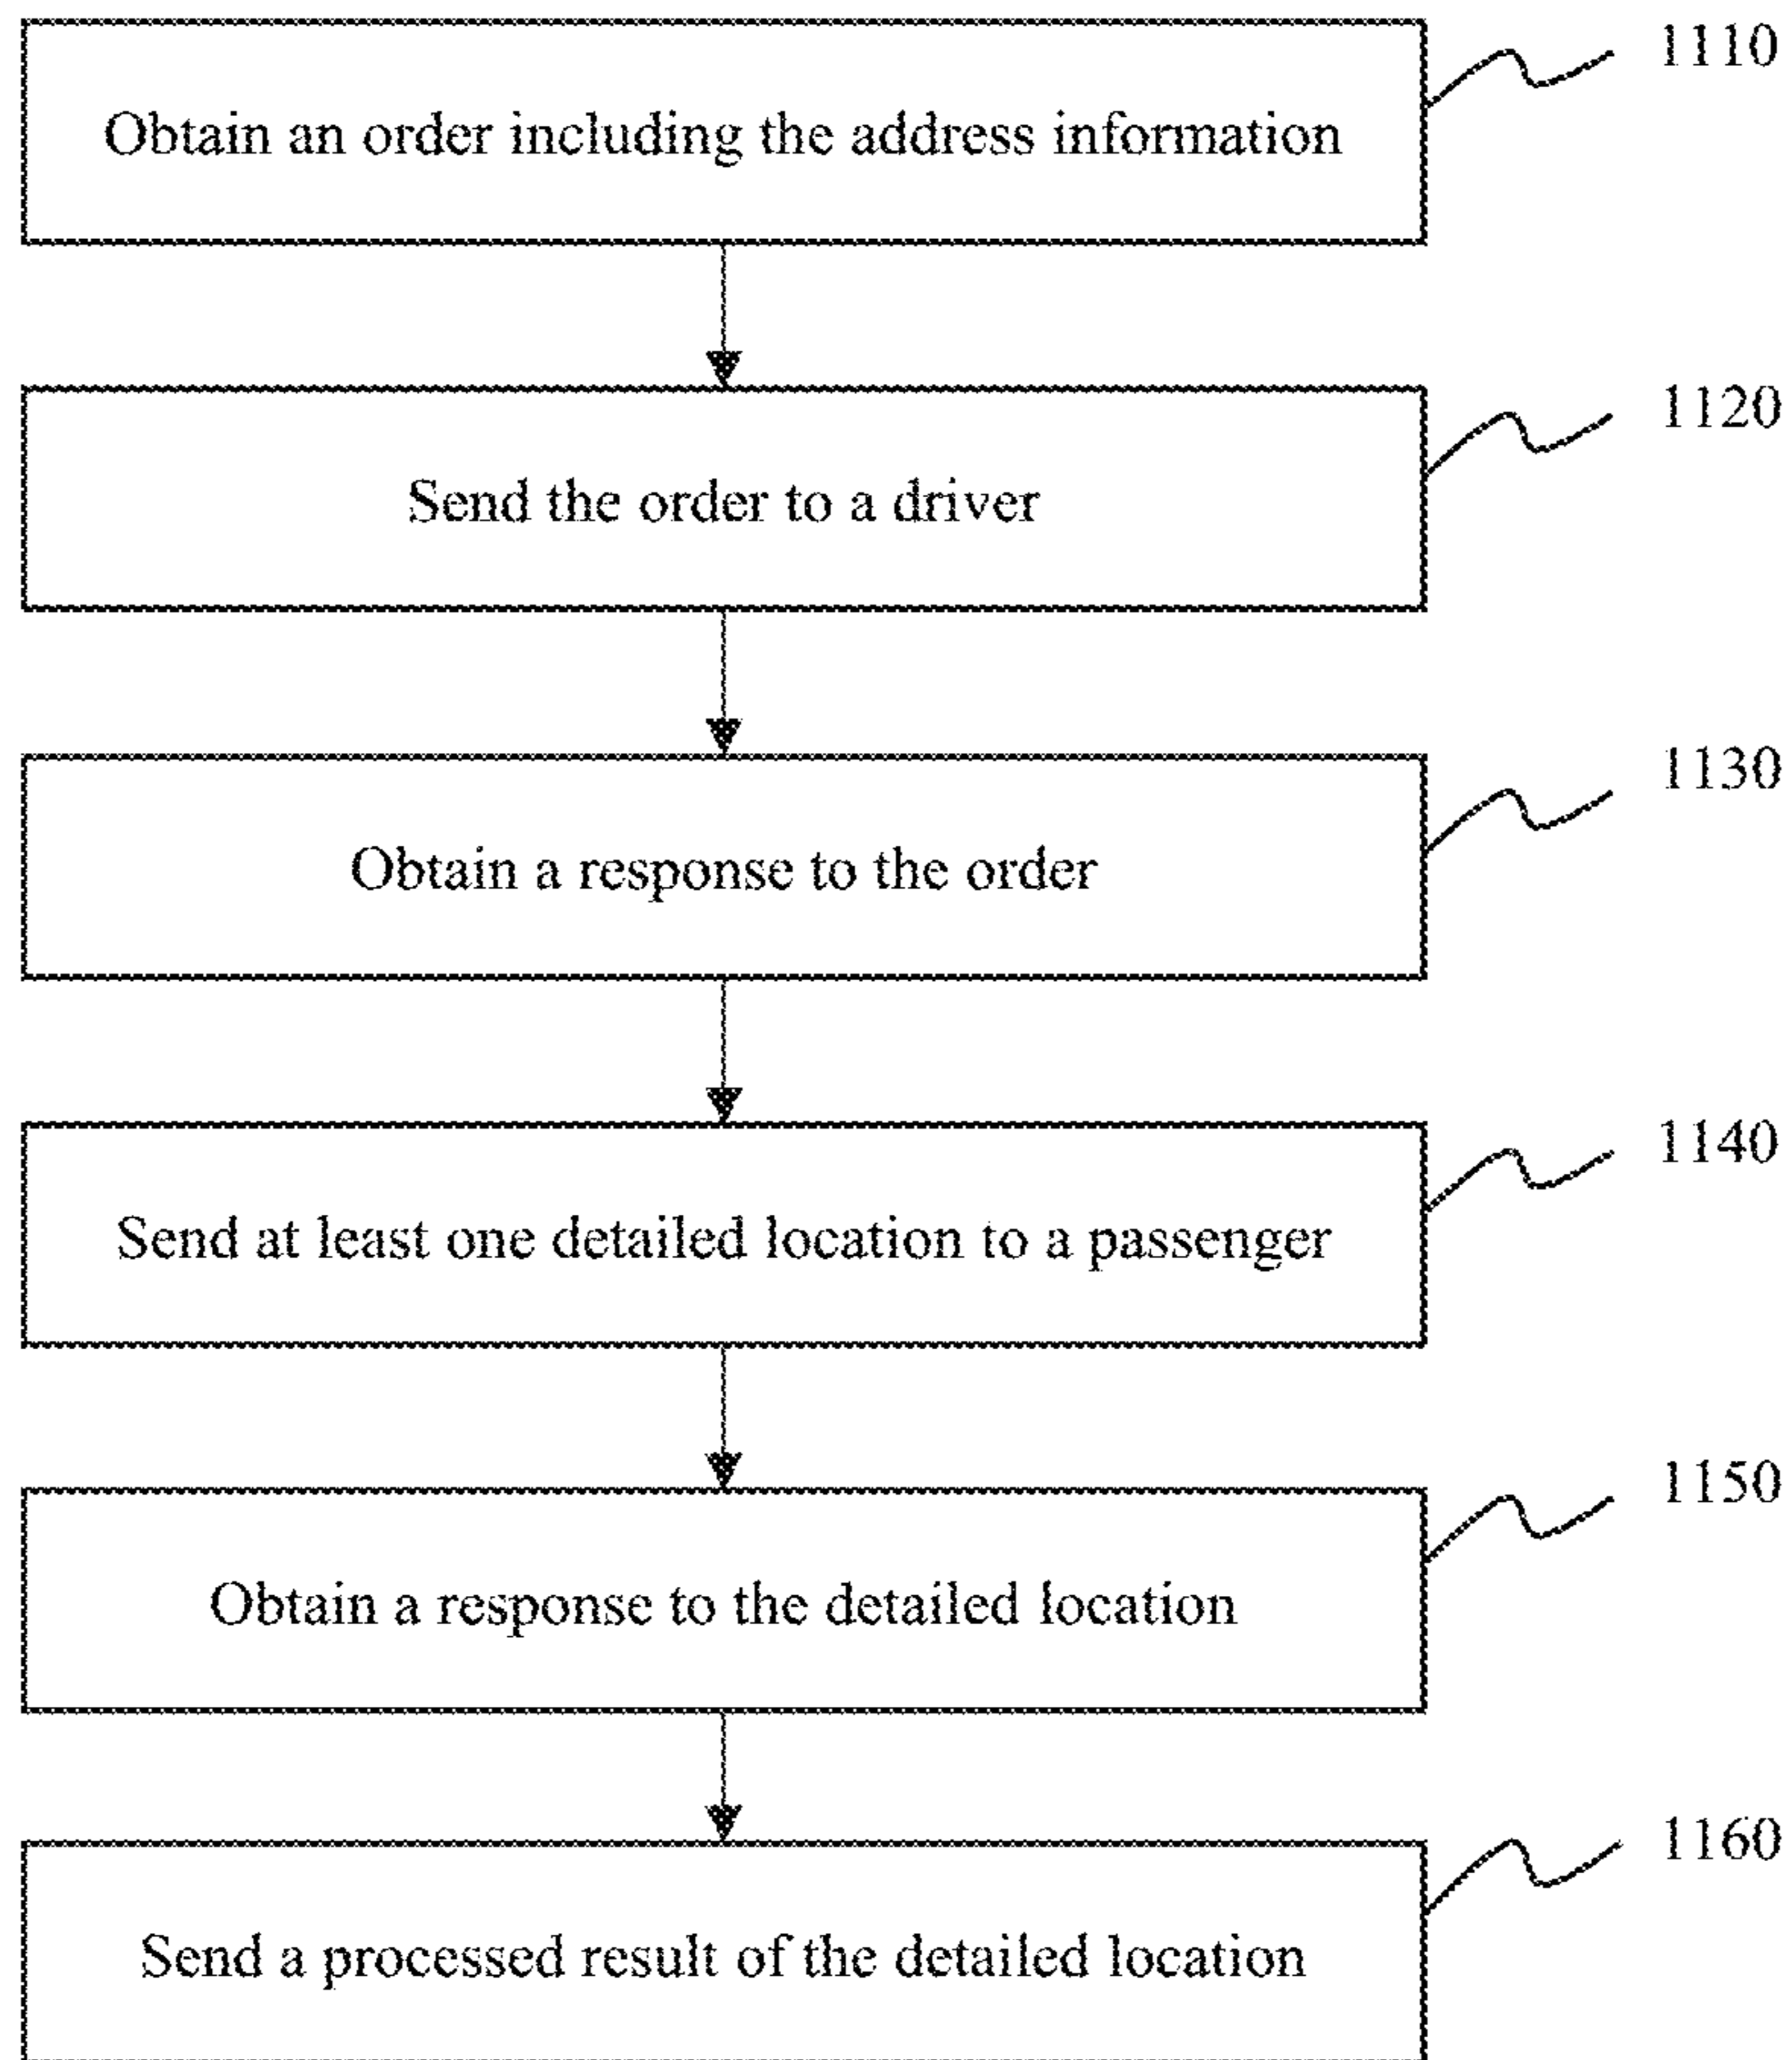 1110
Obtain an order including the address information
1120
Send the order to a driver
1130
Obtain a response to the order
1140
Send at least one detailed location to a passenger
1150
Obtain a response to the detailed location
1160
Send a processed result of the detailed location